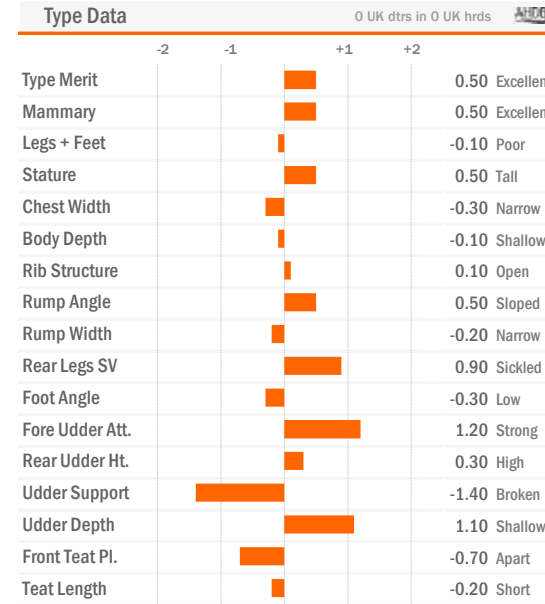 Type Data 0 UK dtrs in 0 UK hrds
-2 -1 +1 +2
Type Merit 0.50 Excellen
Mammary 0.50 Excellen
Legs + Feet -0.10 Poor
Stature 0.50 Tall
Chest Width -0.30 Narrow
Body Depth -0.10 Shallow
Rib Structure 0.10 Open
Rump Angle 0.50 Sloped
Rump Width -0.20 Narrow
Rear Legs SV 0.90 Sickled
Foot Angle -0.30 Low
Fore Udder Att. 1.20 Strong
Rear Udder Ht. 0.30 High
Udder Support -1.40 Broken
Udder Depth 1.10 Shallow
Front Teat Pl. -0.70 Apart
Teat Length -0.20 Short